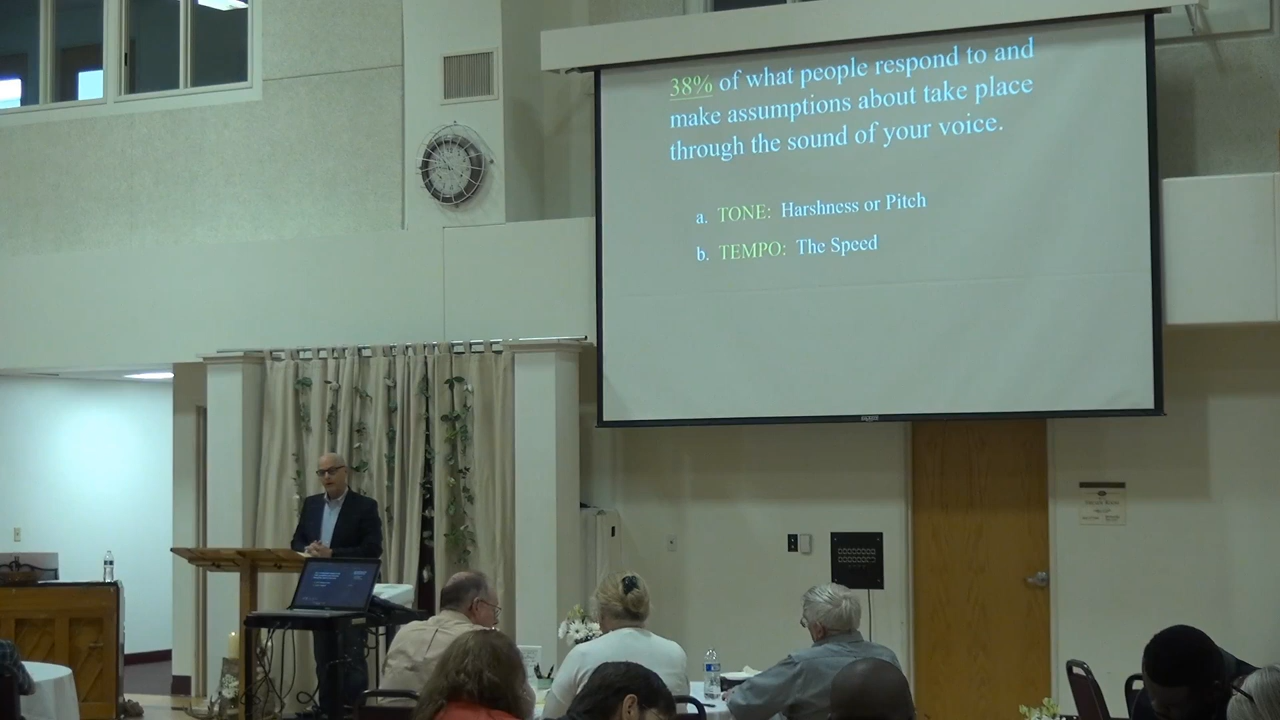 38% of what people respond to and
make assumptions about take place
through the sound of your voice.
a. TONE: Harshness or Pitch
b. TEMPO: The Speed